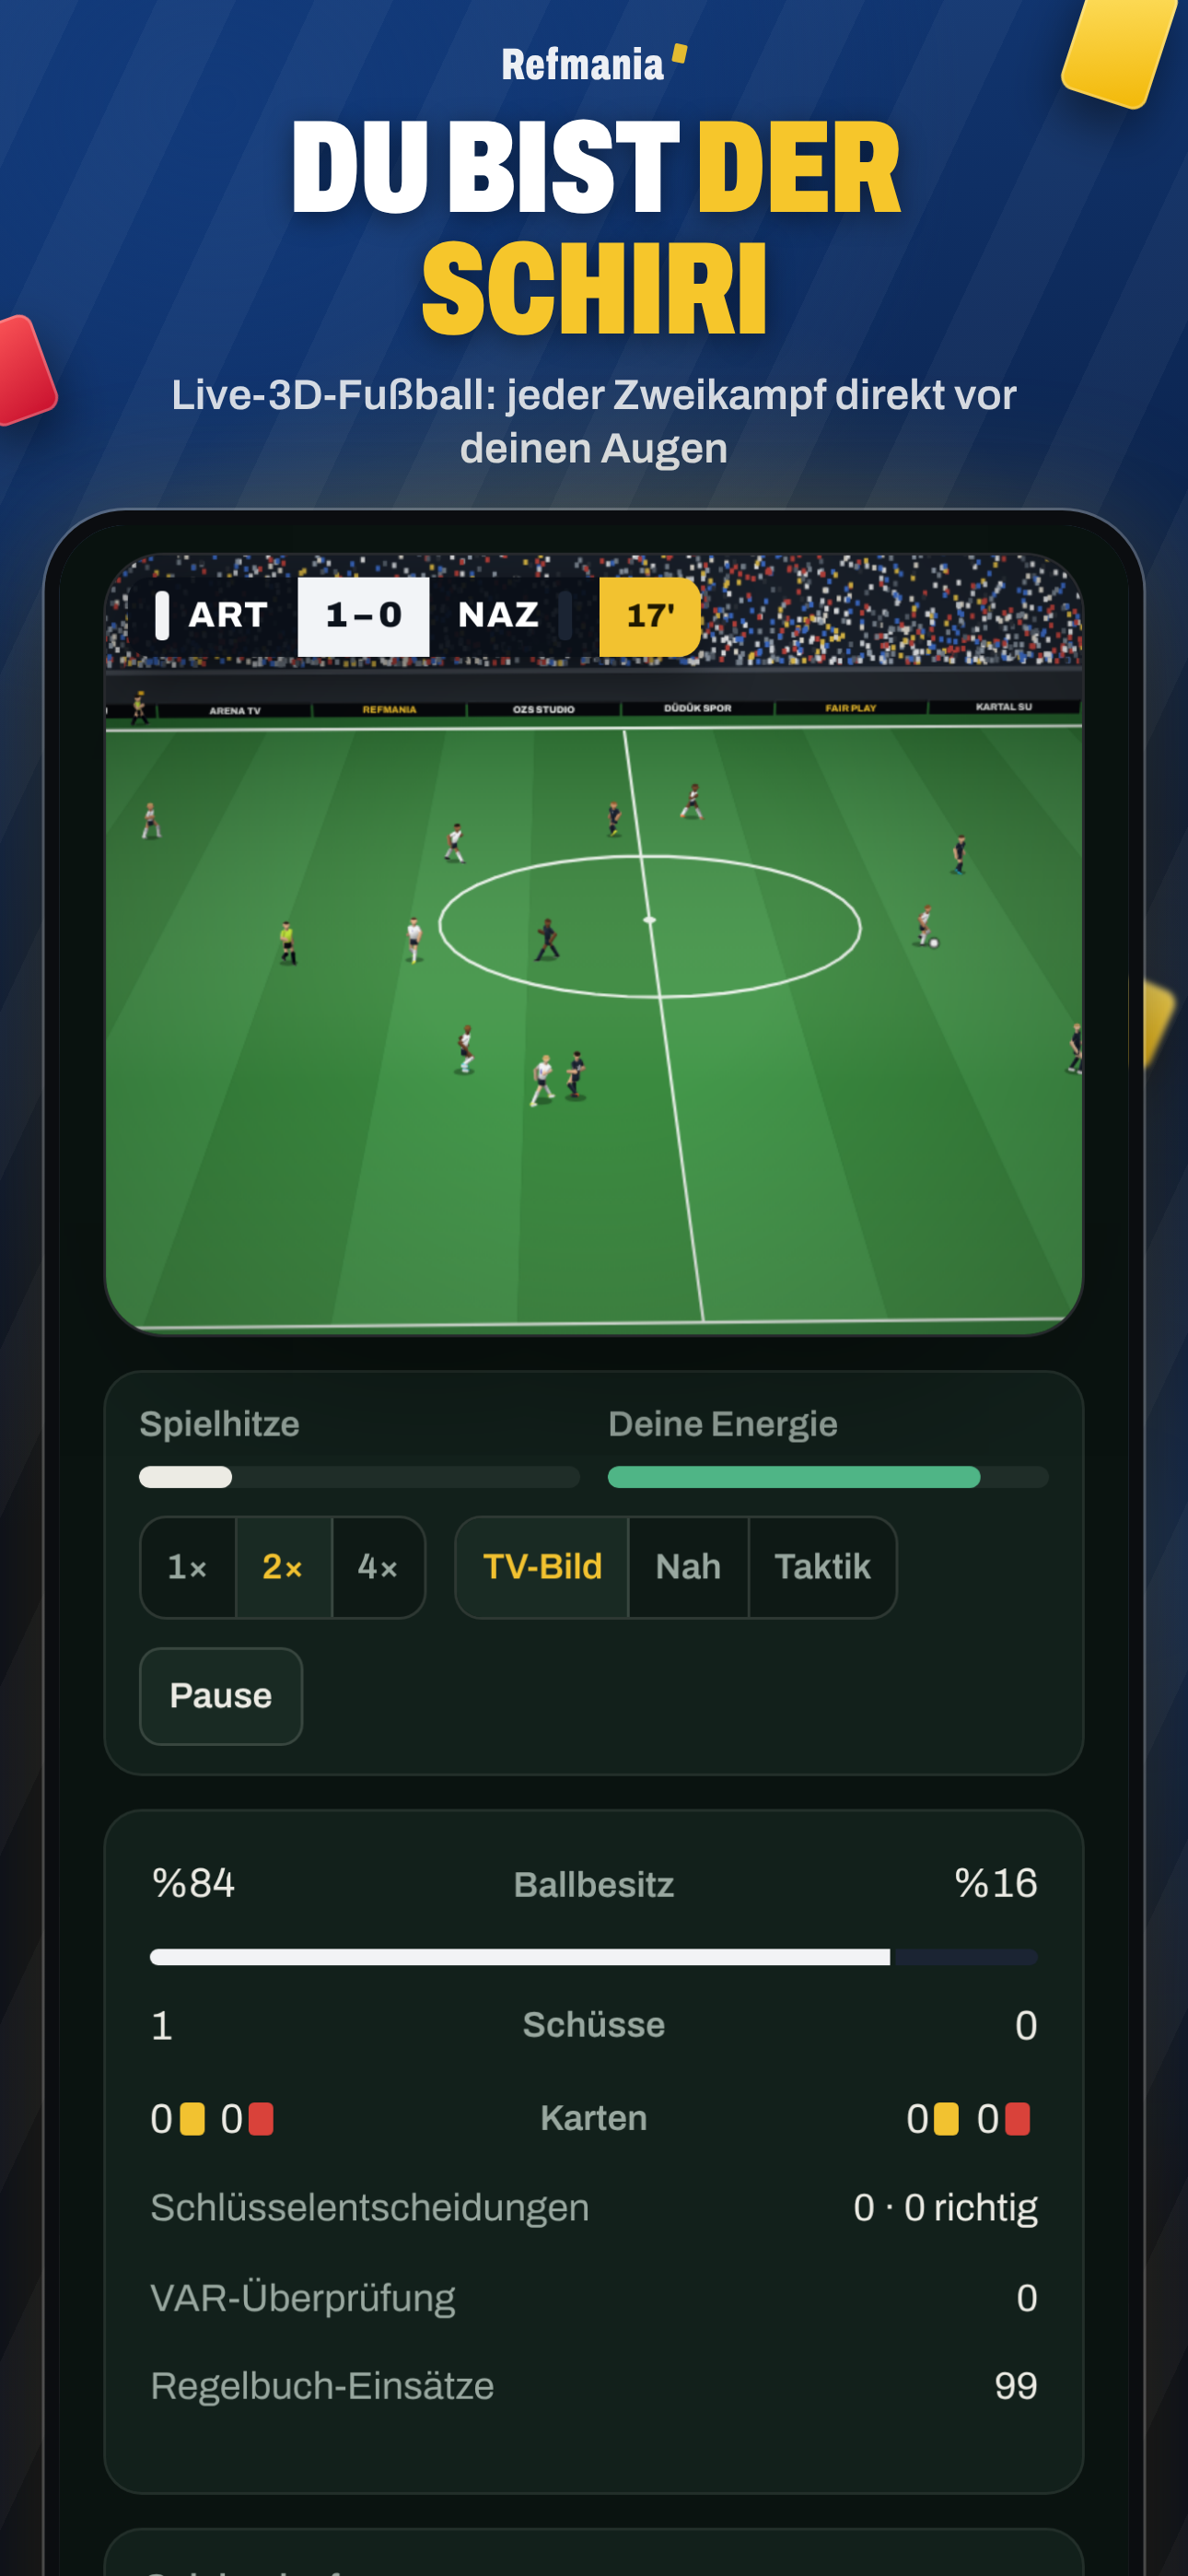 Refmania
DU BIST DER
SCHIRI
Live-3D-Fußball: jeder Zweikampf direkt vor
deinen Augen
ART 1–0 NAZ 17'
ARENA TV REFMANIA OZS STUDIO DÜDÜK SPOR FAIR PLAY KARTAL SU
Spielhitze Deine Energie
1× 2× 4× TV-Bild Nah Taktik
Pause
%84 Ballbesitz %16
1 Schüsse 0
0 0 Karten 0 0
Schlüsselentscheidungen 0 · 0 richtig
VAR-Überprüfung 0
Regelbuch-Einsätze 99